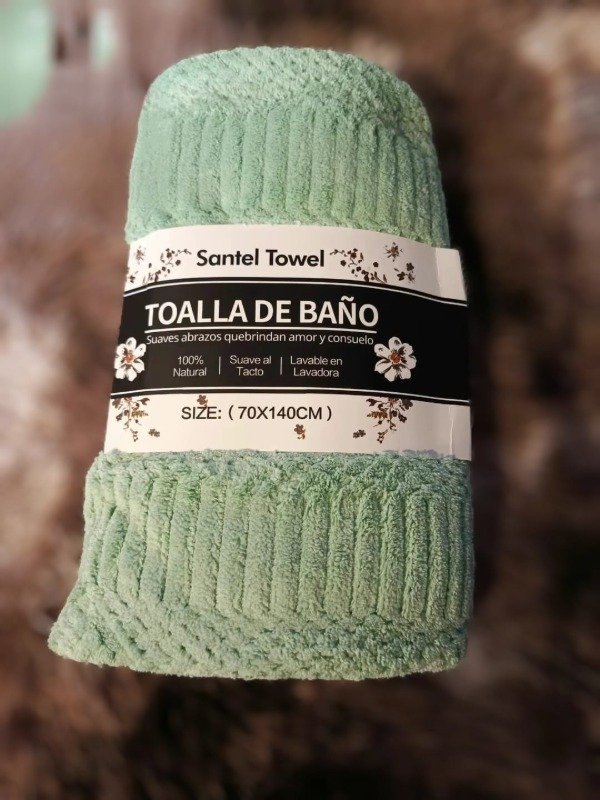 Santel Towel
TOALLA DE BAÑO
Suaves abrazos quebrindan amor y consuelo
100% Natural | Suave al Tacto | Lavable en Lavadora
SIZE: ( 70X140CM )